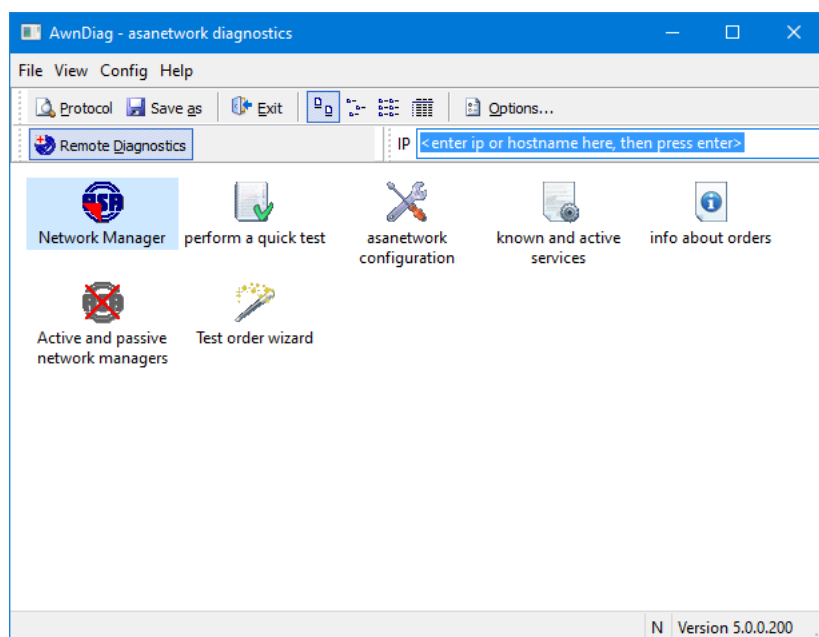 AwnDiag - asanetwork diagnostics
File View Config Help
Protocol Save as Exit Options...
Remote Diagnostics IP <enter ip or hostname here, then press enter>
ASA
Network Manager perform a quick test asanetwork known and active info about orders
configuration services
ASA
Active and passive Test order wizard
network managers
N Version 5.0.0.200